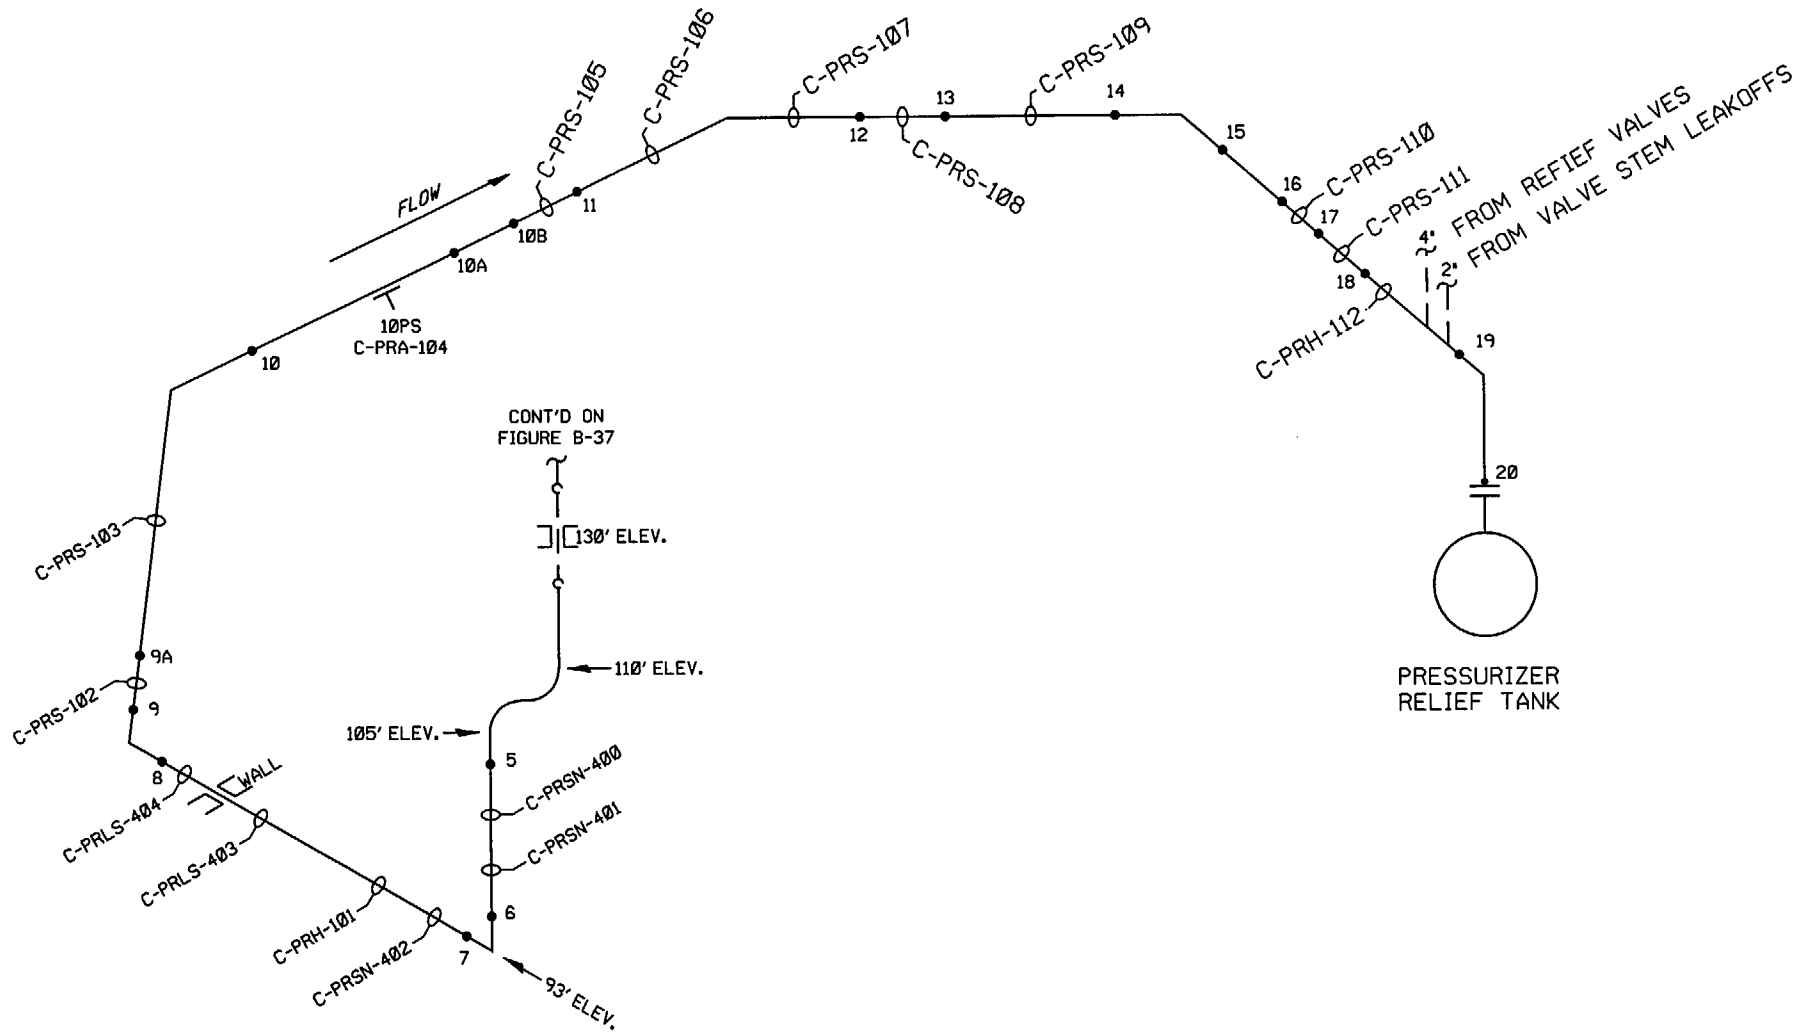 C-PRS-105
C-PRS-106
C-PRS-107
C-PRS-109
13
14
12
C-PRS-108
15
16
C-PRS-110
17
C-PRS-111
18
4" FROM REFIEF VALVES
2" FROM VALVE STEM LEAKOFFS
C-PRH-112
19
20
PRESSURIZER
RELIEF TANK
FLOW
11
10B
10A
10PS
C-PRA-104
10
CONT'D ON
FIGURE B-37
130' ELEV.
110' ELEV.
105' ELEV.
C-PRS-103
9A
C-PRS-102
9
8
WALL
C-PRLS-404
C-PRLS-403
C-PRH-101
C-PRSN-402
5
C-PRSN-400
C-PRSN-401
6
7
93' ELEV.